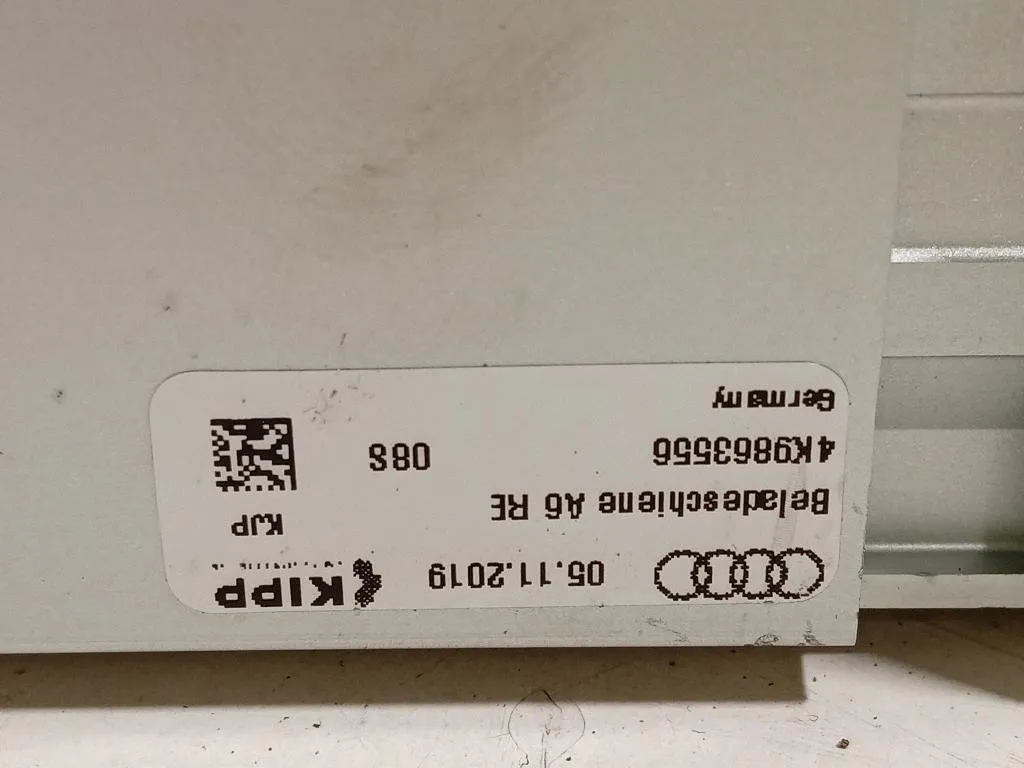 05.11.2019 KIPP
Beladeschiene A6 RE KJP
4K9863556 08S
Germany